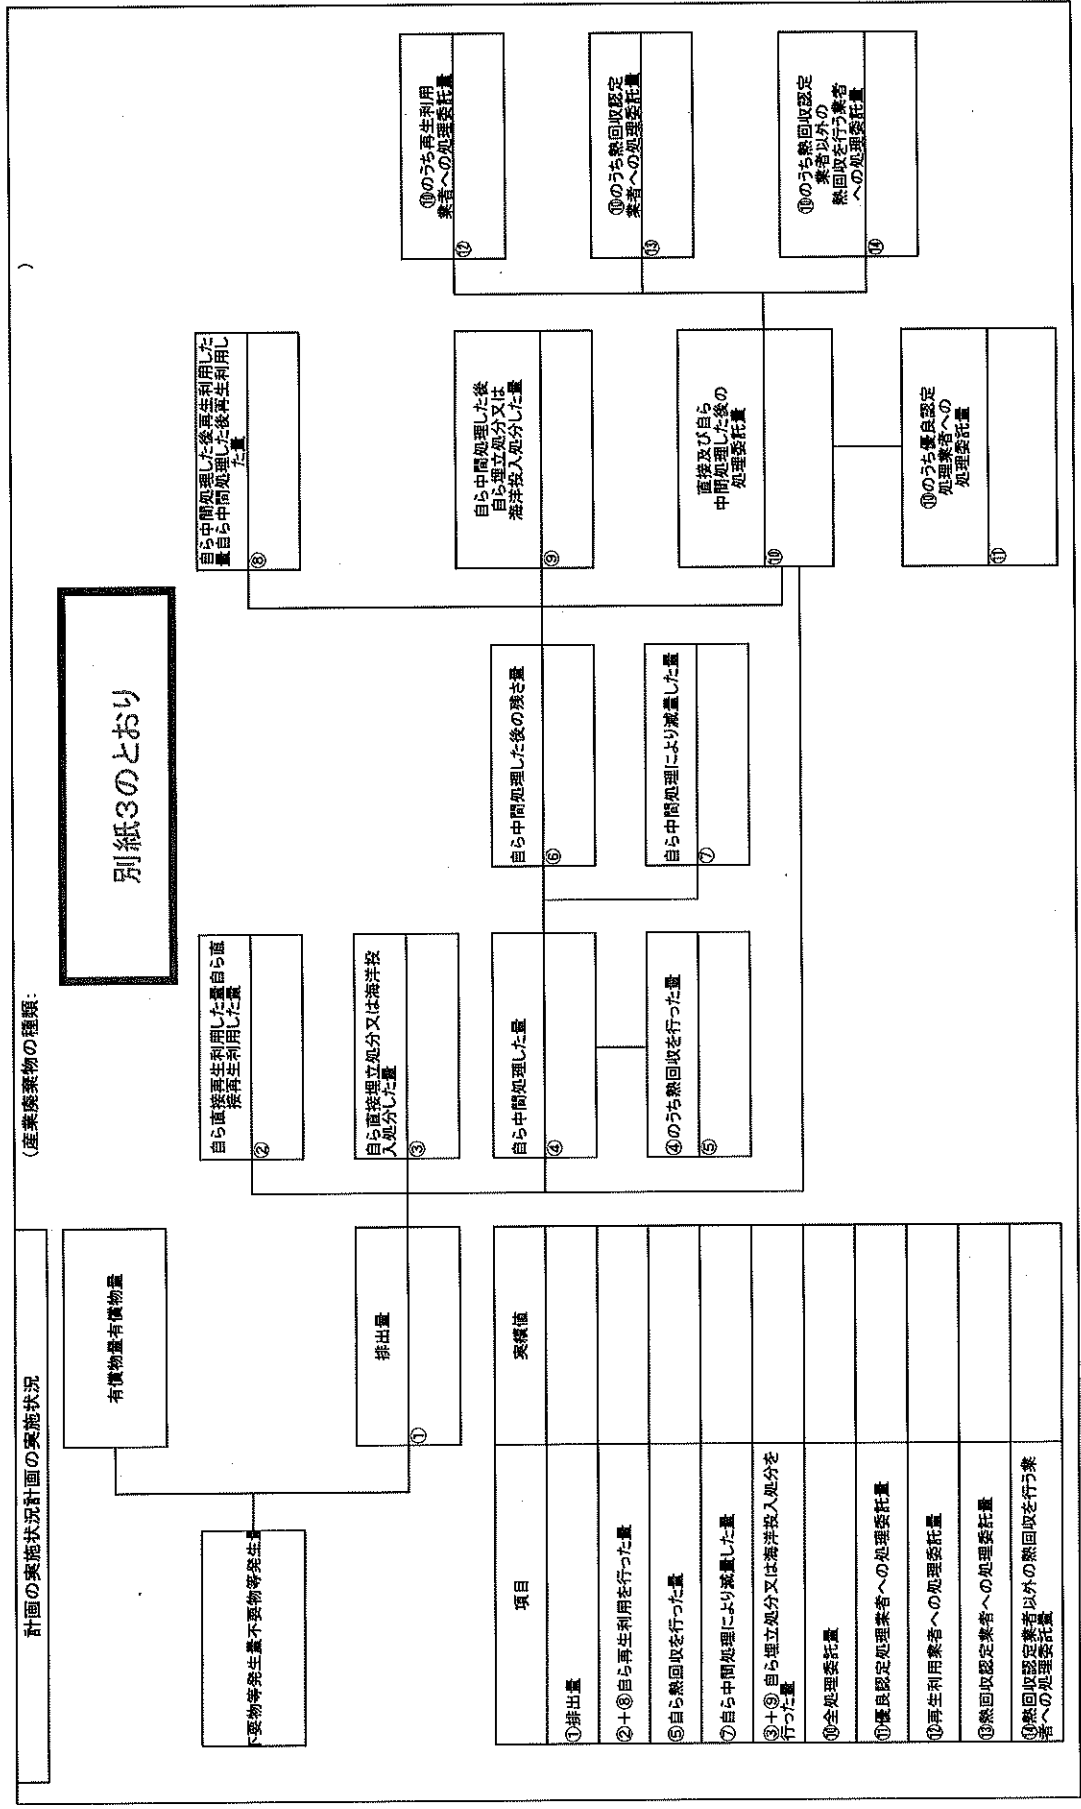 計画の実施状況計画の実施状況
(産業廃棄物の種類:
)
別紙3のとおり
不要物等発生量不要物等発生量
有償物量有償物量
排出量
①
自ら直接再生利用した量自ら直
接再生利用した量
②
自ら直接埋立処分又は海洋投
入処分した量
③
自ら中間処理した量
④
④のうち熱回収を行った量
⑤
自ら中間処理した後の残さ量
⑥
自ら中間処理により減量した量
⑦
自ら中間処理した後再生利用した
量自ら中間処理した後再生利用し
た量
⑧
自ら中間処理した後
自ら埋立処分又は
海洋投入処分した量
⑨
直接及び自ら
中間処理した後の
処理委託量
⑩
⑩のうち優良認定
処理業者への
処理委託量
⑪
⑩のうち再生利用
業者への処理委託量
⑫
⑩のうち熱回収認定
業者への処理委託量
⑬
⑩のうち熱回収認定
業者以外の
熱回収を行う業者
への処理委託量
⑭
項目
実績値
①排出量
②+⑧自ら再生利用を行った量
⑤自ら熱回収を行った量
⑦自ら中間処理により減量した量
③+⑨自ら埋立処分又は海洋投入処分を
行った量
⑩全処理委託量
⑪優良認定処理業者への処理委託量
⑫再生利用業者への処理委託量
⑬熱回収認定業者への処理委託量
⑭熱回収認定業者以外の熱回収を行う業
者への処理委託量